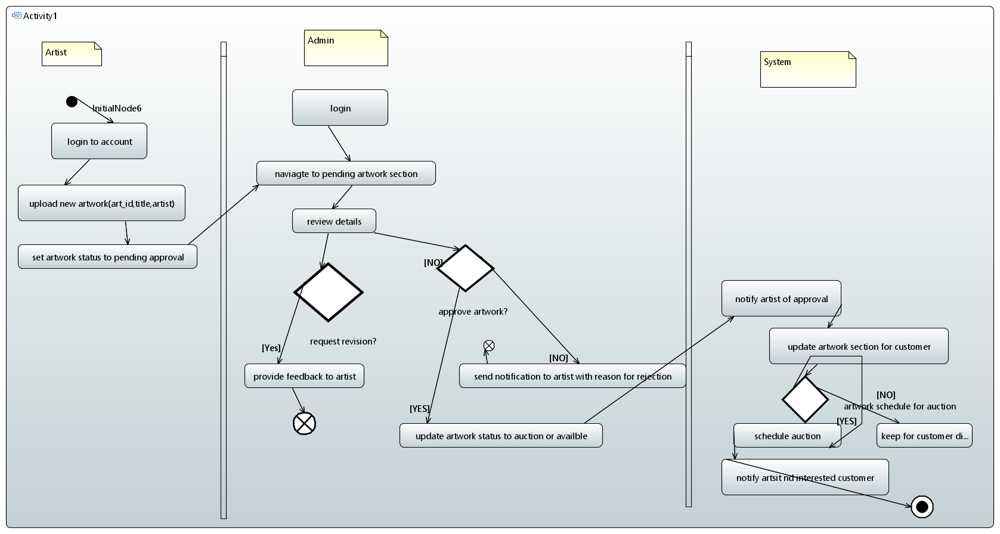 Activity1
Artist
Admin
System
InitialNode6
login to account
upload new artwork(art_id,title,artist)
set artwork status to pending approval
login
naviagte to pending artwork section
review details
[NO]
approve artwork?
request revision?
[Yes]
[NO]
provide feedback to artist
send notification to artist with reason for rejection
[YES]
update artwork status to auction or availble
notify artist of approval
update artwork section for customer
[NO]
artwork schedule for auction
[YES]
schedule auction
keep for customer di...
notify artsit nd interested customer